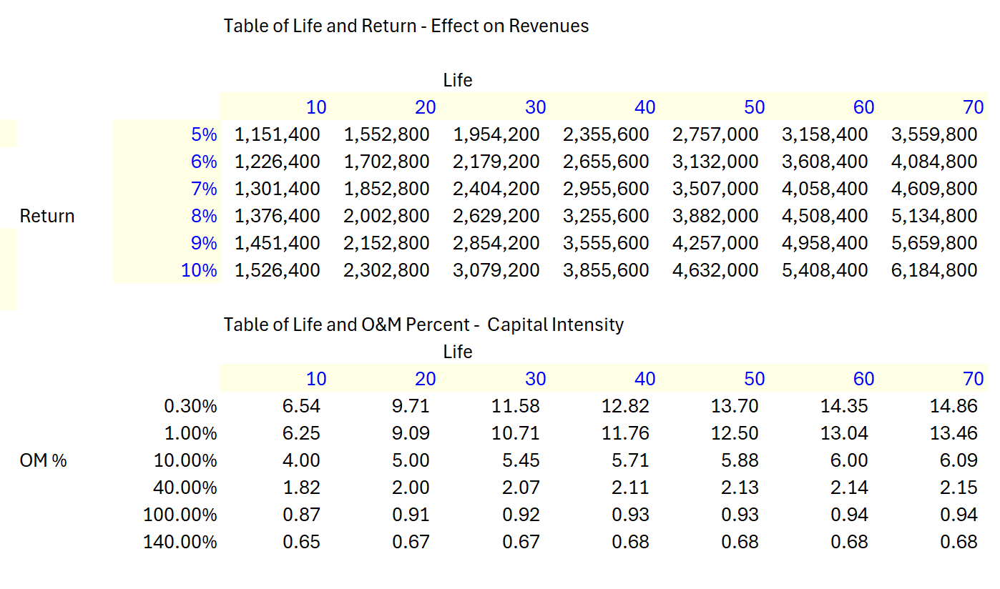 Table of Life and Return - Effect on Revenues
Life
10 20 30 40 50 60 70
5% 1,151,400 1,552,800 1,954,200 2,355,600 2,757,000 3,158,400 3,559,800
6% 1,226,400 1,702,800 2,179,200 2,655,600 3,132,000 3,608,400 4,084,800
7% 1,301,400 1,852,800 2,404,200 2,955,600 3,507,000 4,058,400 4,609,800
Return 8% 1,376,400 2,002,800 2,629,200 3,255,600 3,882,000 4,508,400 5,134,800
9% 1,451,400 2,152,800 2,854,200 3,555,600 4,257,000 4,958,400 5,659,800
10% 1,526,400 2,302,800 3,079,200 3,855,600 4,632,000 5,408,400 6,184,800
Table of Life and O&M Percent - Capital Intensity
Life
10 20 30 40 50 60 70
0.30% 6.54 9.71 11.58 12.82 13.70 14.35 14.86
1.00% 6.25 9.09 10.71 11.76 12.50 13.04 13.46
OM % 10.00% 4.00 5.00 5.45 5.71 5.88 6.00 6.09
40.00% 1.82 2.00 2.07 2.11 2.13 2.14 2.15
100.00% 0.87 0.91 0.92 0.93 0.93 0.94 0.94
140.00% 0.65 0.67 0.67 0.68 0.68 0.68 0.68